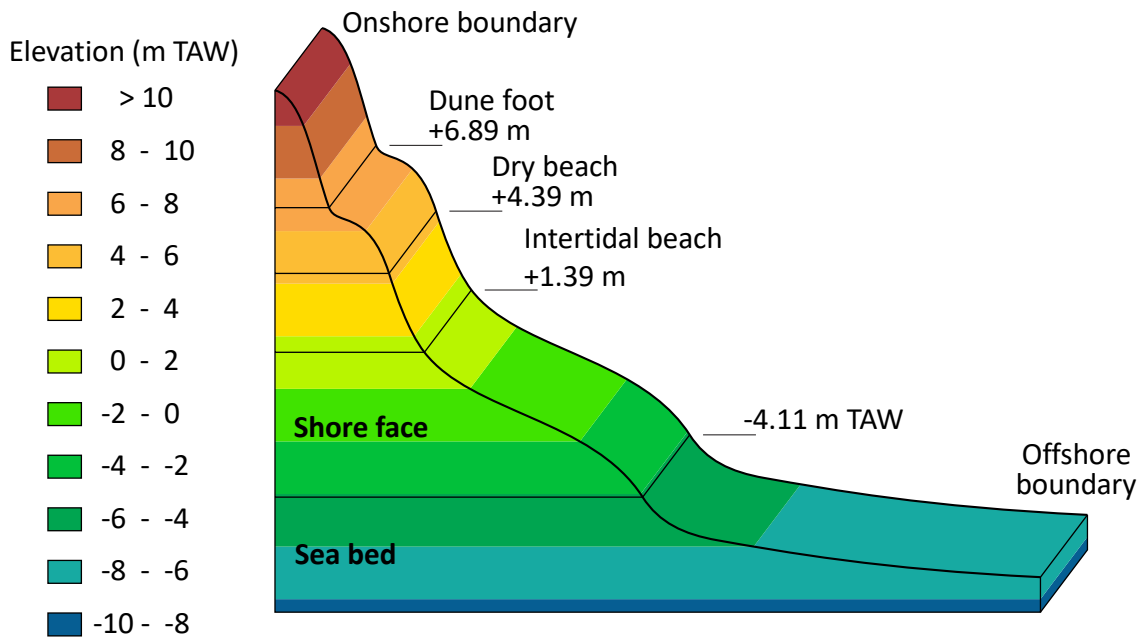 Onshore boundary
Elevation (m TAW)
> 10
8 - 10
6 - 8
4 - 6
2 - 4
0 - 2
-2 - 0
-4 - -2
-6 - -4
-8 - -6
-10 - -8
Dune foot
+6.89 m
Dry beach
+4.39 m
Intertidal beach
+1.39 m
-4.11 m TAW
Offshore
boundary
Shore face
Sea bed